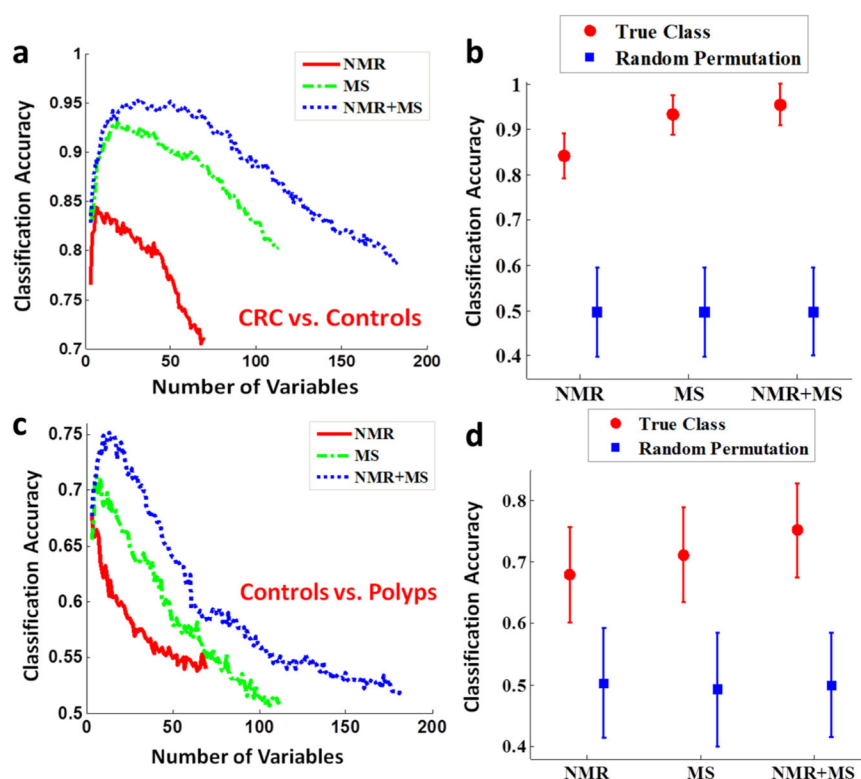 a
1
0.95
0.9
0.85
0.8
0.75
0.7
0
50
100
150
200
Classification Accuracy
Number of Variables
NMR
MS
NMR+MS
CRC vs. Controls
b
True Class
Random Permutation
1
0.9
0.8
0.7
0.6
0.5
0.4
Classification Accuracy
NMR
MS
NMR+MS
c
0.75
0.7
0.65
0.6
0.55
0.5
0
50
100
150
200
Classification Accuracy
Number of Variables
NMR
MS
NMR+MS
Controls vs. Polyps
d
True Class
Random Permutation
0.8
0.7
0.6
0.5
0.4
Classification Accuracy
NMR
MS
NMR+MS